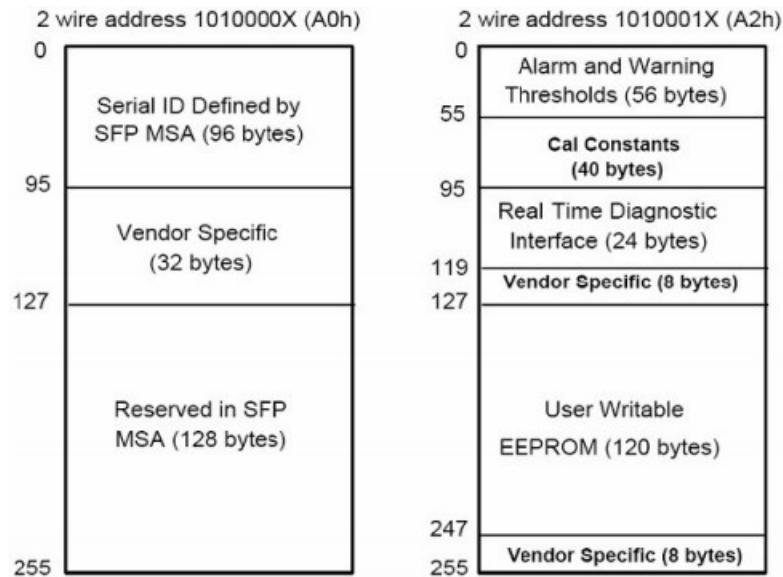 2 wire address 1010000X (A0h)
0
Serial ID Defined by
SFP MSA (96 bytes)
95
Vendor Specific
(32 bytes)
127
Reserved in SFP
MSA (128 bytes)
255
2 wire address 1010001X (A2h)
0
Alarm and Warning
Thresholds (56 bytes)
55
Cal Constants
(40 bytes)
95
Real Time Diagnostic
Interface (24 bytes)
119
Vendor Specific (8 bytes)
127
User Writable
EEPROM (120 bytes)
247
Vendor Specific (8 bytes)
255